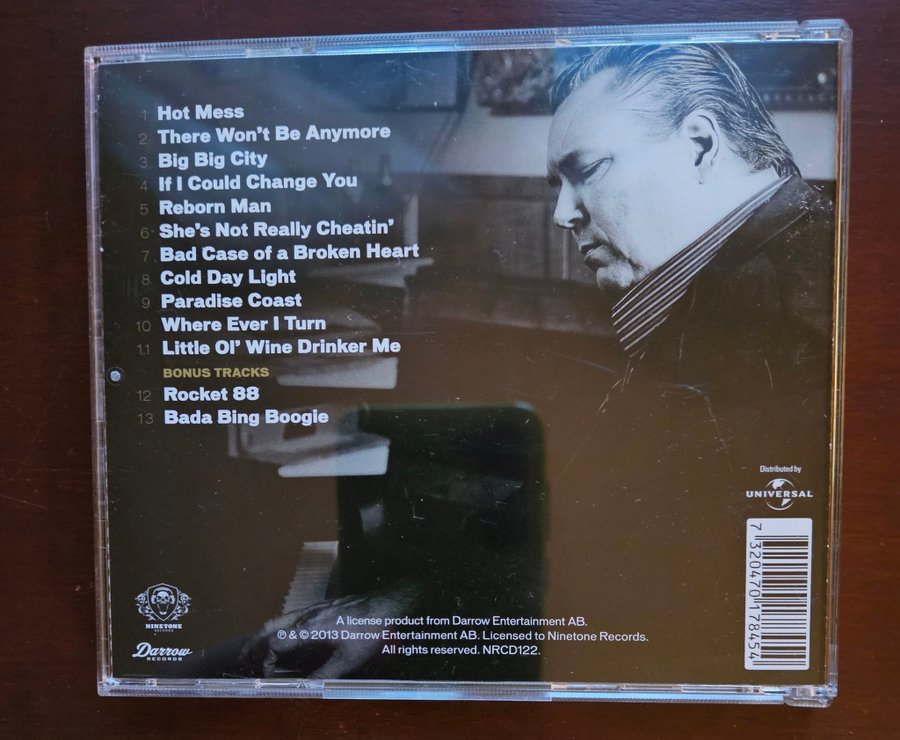 1 Hot Mess
2 There Won't Be Anymore
3 Big Big City
4 If I Could Change You
5 Reborn Man
6 She's Not Really Cheatin'
7 Bad Case of a Broken Heart
8 Cold Day Light
9 Paradise Coast
10 Where Ever I Turn
11 Little Ol' Wine Drinker Me
BONUS TRACKS
12 Rocket 88
13 Bada Bing Boogie
Distributed by
UNIVERSAL
7 320470 178454
NINETONE
RECORDS
Darrow
RECORDS
A license product from Darrow Entertainment AB.
℗ & © 2013 Darrow Entertainment AB. Licensed to Ninetone Records.
All rights reserved. NRCD122.